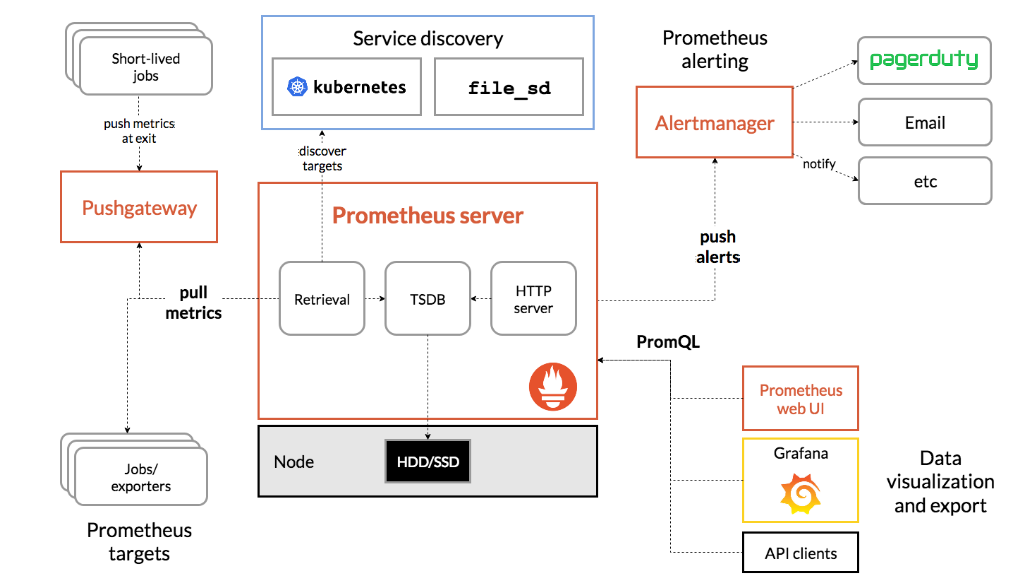 Short-lived
jobs
push metrics
at exit
Pushgateway
Service discovery
kubernetes
file_sd
discover
targets
Prometheus
alerting
Alertmanager
pagerduty
Email
notify
etc
Prometheus server
Retrieval
TSDB
HTTP
server
pull
metrics
push
alerts
PromQL
Node
HDD/SSD
Jobs/
exporters
Prometheus
targets
Prometheus
web UI
Grafana
API clients
Data
visualization
and export